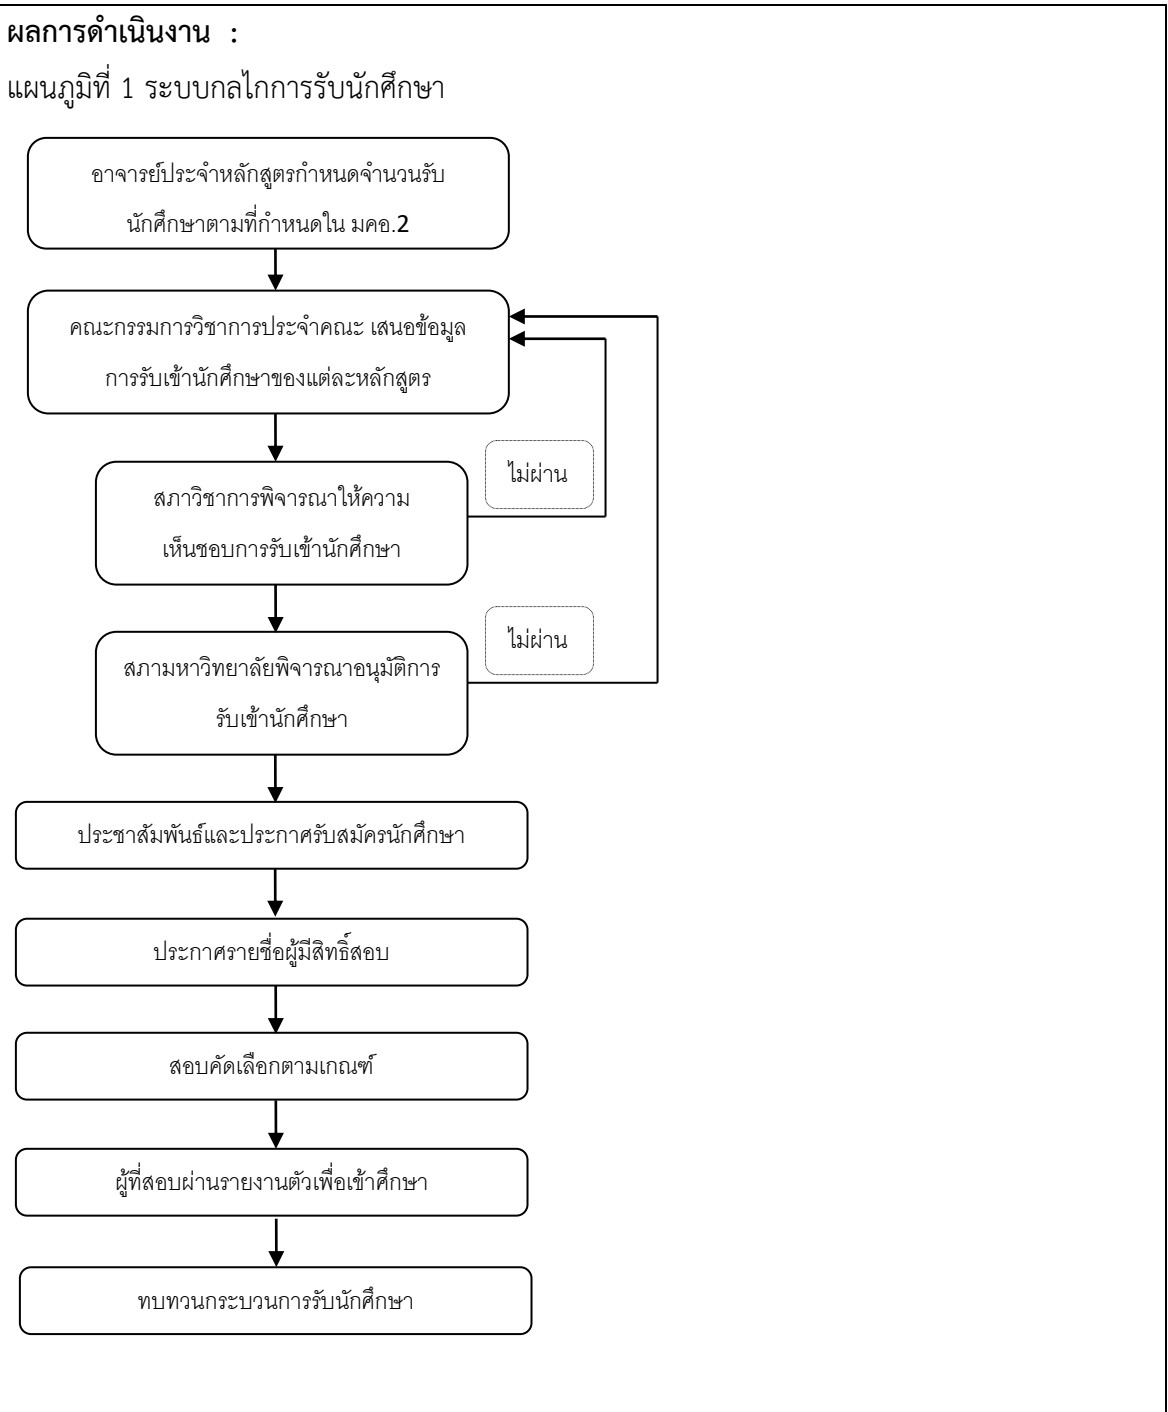 ผลการดำเนินงาน :
แผนภูมิที่ 1 ระบบกลไกการรับนักศึกษา
อาจารย์ประจำหลักสูตรกำหนดจำนวนรับ
นักศึกษาตามที่กำหนดใน มคอ.2
คณะกรรมการวิชาการประจำคณะ เสนอข้อมูล
การรับเข้านักศึกษาของแต่ละหลักสูตร
ไม่ผ่าน
สภาวิชาการพิจารณาให้ความ
เห็นชอบการรับเข้านักศึกษา
ไม่ผ่าน
สภามหาวิทยาลัยพิจารณาอนุมัติการ
รับเข้านักศึกษา
ประชาสัมพันธ์และประกาศรับสมัครนักศึกษา
ประกาศรายชื่อผู้มีสิทธิ์สอบ
สอบคัดเลือกตามเกณฑ์
ผู้ที่สอบผ่านรายงานตัวเพื่อเข้าศึกษา
ทบทวนกระบวนการรับนักศึกษา